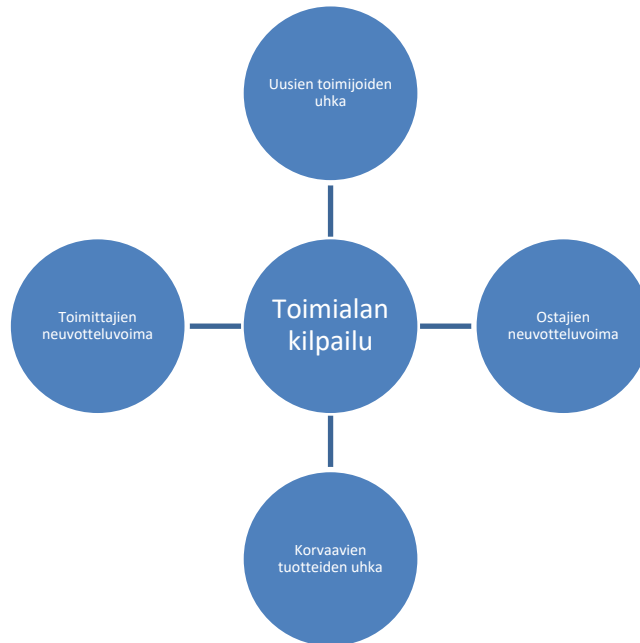 Uusien toimijoiden
uhka
Toimittajien
neuvotteluvoima
Toimialan
kilpailu
Ostajien
neuvotteluvoima
Korvaavien
tuotteiden uhka